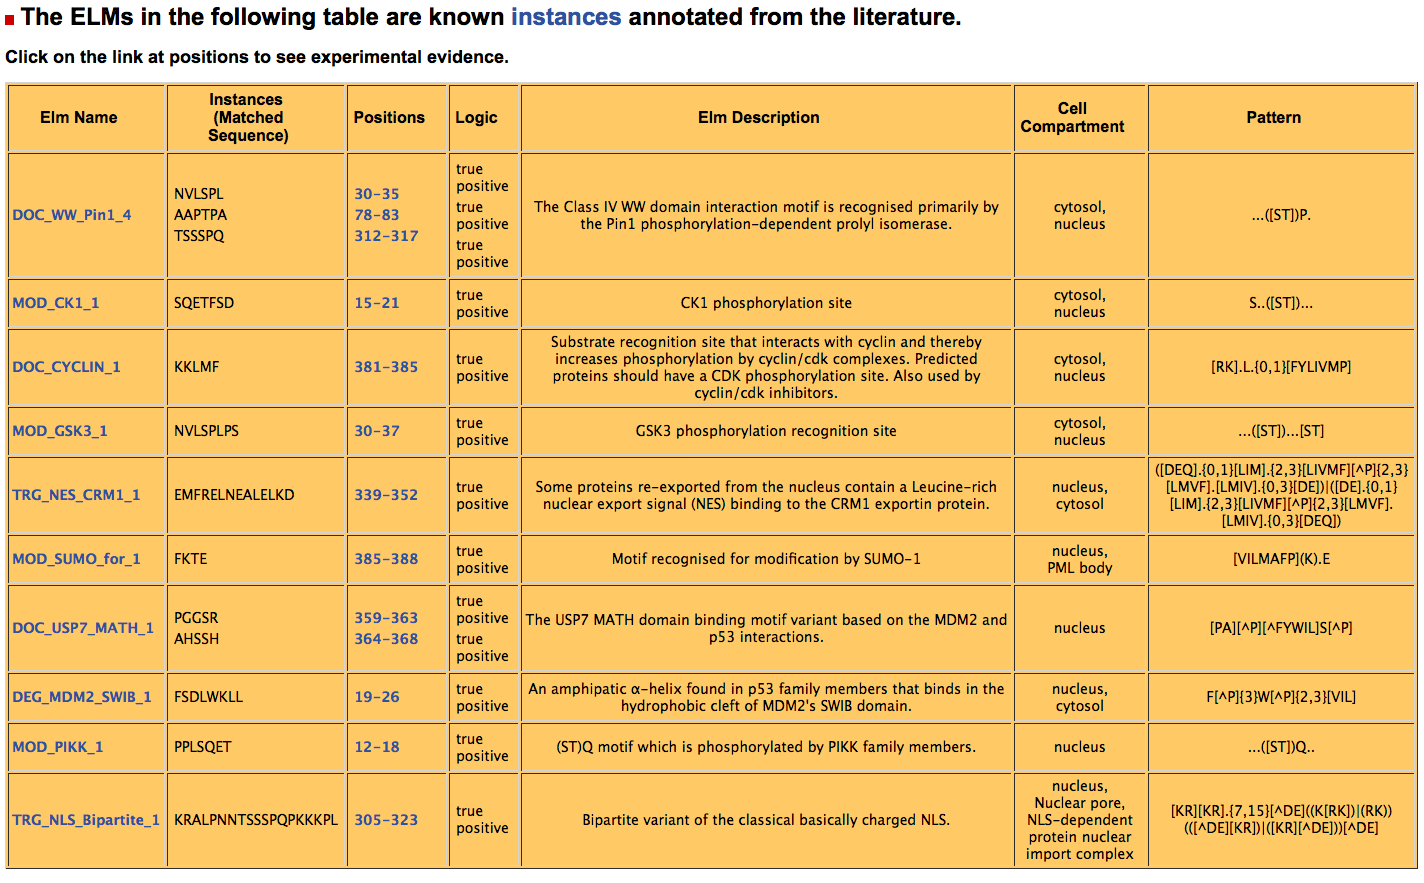 The ELMs in the following table are known instances annotated from the literature.
Click on the link at positions to see experimental evidence.
Elm Name
Instances
(Matched
Sequence)
Positions
Logic
Elm Description
Cell
Compartment
Pattern
DOC_WW_Pin1_4
NVLSPL
AAPTPA
TSSSPQ
30-35
78-83
312-317
true
positive
true
positive
true
positive
The Class IV WW domain interaction motif is recognised primarily by
the Pin1 phosphorylation-dependent prolyl isomerase.
cytosol,
nucleus
...([ST])P.
MOD_CK1_1
SQETFSD
15-21
true
positive
CK1 phosphorylation site
cytosol,
nucleus
S..([ST])...
DOC_CYCLIN_1
KKLMF
381-385
true
positive
Substrate recognition site that interacts with cyclin and thereby
increases phosphorylation by cyclin/cdk complexes. Predicted
proteins should have a CDK phosphorylation site. Also used by
cyclin/cdk inhibitors.
cytosol,
nucleus
[RK].L.{0,1}[FYLIVMP]
MOD_GSK3_1
NVLSPLPS
30-37
true
positive
GSK3 phosphorylation recognition site
cytosol,
nucleus
...([ST])...[ST]
TRG_NES_CRM1_1
EMFRELNEALELKD
339-352
true
positive
Some proteins re-exported from the nucleus contain a Leucine-rich
nuclear export signal (NES) binding to the CRM1 exportin protein.
nucleus,
cytosol
([DEQ].{0,1}[LIM].{2,3}[LIVMF][^P]{2,3}
[LMVF].[LMIV].{0,3}[DE])|([DE].{0,1}
[LIM].{2,3}[LIVMF][^P]{2,3}[LMVF].
[LMIV].{0,3}[DEQ])
MOD_SUMO_for_1
FKTE
385-388
true
positive
Motif recognised for modification by SUMO-1
nucleus,
PML body
[VILMAFP](K).E
DOC_USP7_MATH_1
PGGSR
AHSSH
359-363
364-368
true
positive
true
positive
The USP7 MATH domain binding motif variant based on the MDM2 and
p53 interactions.
nucleus
[PA][^P][^FYWIL]S[^P]
DEG_MDM2_SWIB_1
FSDLWKLL
19-26
true
positive
An amphipatic α-helix found in p53 family members that binds in the
hydrophobic cleft of MDM2's SWIB domain.
nucleus,
cytosol
F[^P]{3}W[^P]{2,3}[VIL]
MOD_PIKK_1
PPLSQET
12-18
true
positive
(ST)Q motif which is phosphorylated by PIKK family members.
nucleus
...([ST])Q..
TRG_NLS_Bipartite_1
KRALPNNTSSSPQPKKKPL
305-323
true
positive
Bipartite variant of the classical basically charged NLS.
nucleus,
Nuclear pore,
NLS-dependent
protein nuclear
import complex
[KR][KR].{7,15}[^DE]((K[RK])|(RK))
(([^DE][KR])|([KR][^DE]))[^DE]